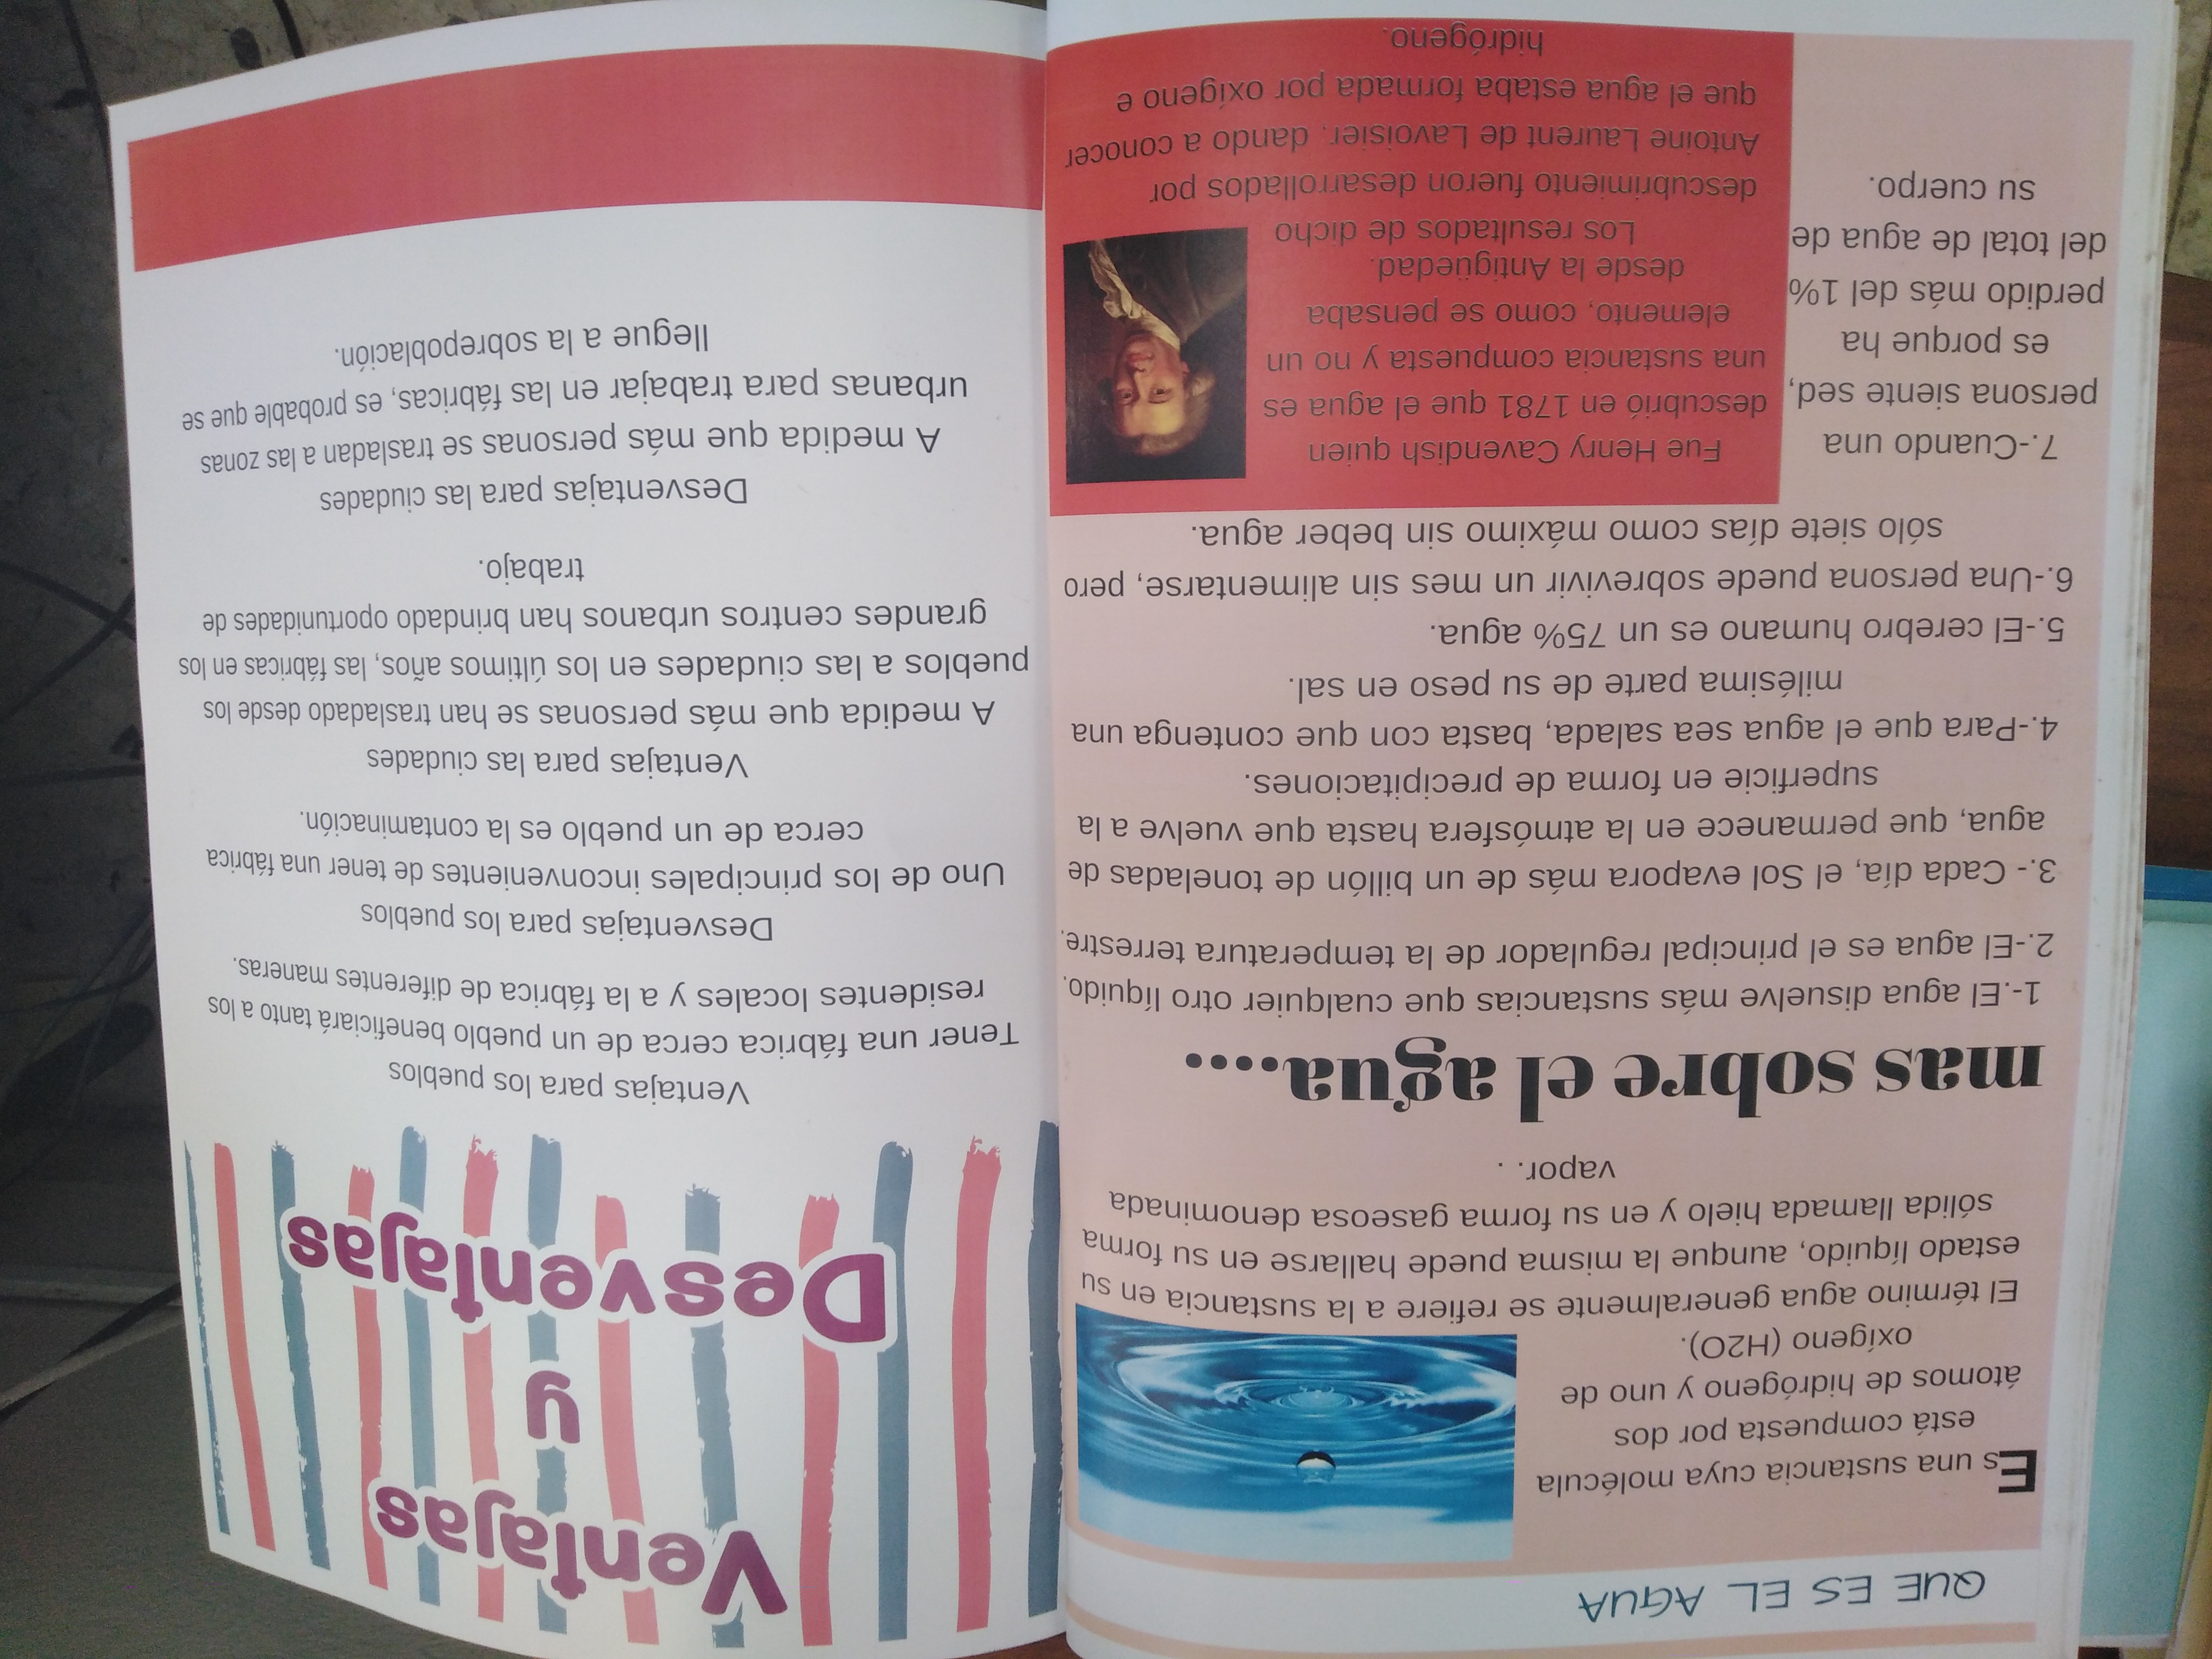 QUE ES EL AGUA
Es una sustancia cuya molécula
está compuesta por dos
átomos de hidrógeno y uno de
oxígeno (H2O).
El término agua generalmente se refiere a la sustancia en su
estado líquido, aunque la misma puede hallarse en su forma
sólida llamada hielo y en su forma gaseosa denominada
vapor. .
mas sobre el agua....
1-.El agua disuelve más sustancias que cualquier otro líquido.
2.-El agua es el principal regulador de la temperatura terrestre.
3.- Cada día, el Sol evapora más de un billón de toneladas de
agua, que permanece en la atmósfera hasta que vuelve a la
superficie en forma de precipitaciones.
4.-Para que el agua sea salada, basta con que contenga una
milésima parte de su peso en sal.
5.-El cerebro humano es un 75% agua.
6.-Una persona puede sobrevivir un mes sin alimentarse, pero
sólo siete días como máximo sin beber agua.
7.-Cuando una
persona siente sed,
es porque ha
perdido más del 1%
del total de agua de
su cuerpo.
Fue Henry Cavendish quien
descubrió en 1781 que el agua es
una sustancia compuesta y no un
elemento, como se pensaba
desde la Antigüedad.
Los resultados de dicho
descubrimiento fueron desarrollados por
Antoine Laurent de Lavoisier, dando a conocer
que el agua estaba formada por oxígeno e
hidrógeno.
Ventajas
y
Desventajas
Ventajas para los pueblos
Tener una fábrica cerca de un pueblo beneficiará tanto a los
residentes locales y a la fábrica de diferentes maneras.
Desventajas para los pueblos
Uno de los principales inconvenientes de tener una fábrica
cerca de un pueblo es la contaminación.
Ventajas para las ciudades
A medida que más personas se han trasladado desde los
pueblos a las ciudades en los últimos años, las fábricas en los
grandes centros urbanos han brindado oportunidades de
trabajo.
Desventajas para las ciudades
A medida que más personas se trasladan a las zonas
urbanas para trabajar en las fábricas, es probable que se
llegue a la sobrepoblación.